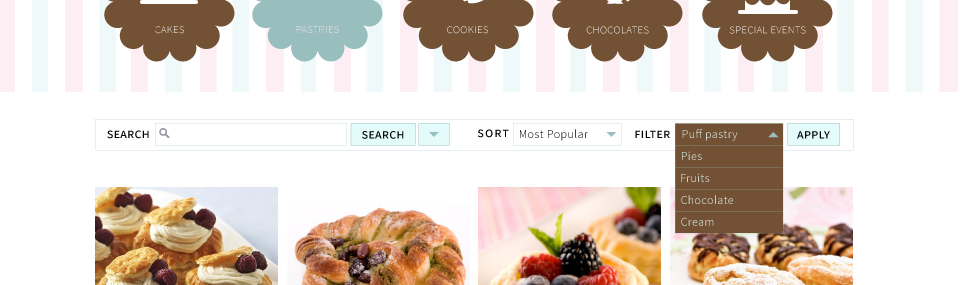 CAKES
PASTRIES
COOKIES
CHOCOLATES
SPECIAL EVENTS
SEARCH SEARCH SORT Most Popular FILTER Puff pastry APPLY
Pies
Fruits
Chocolate
Cream